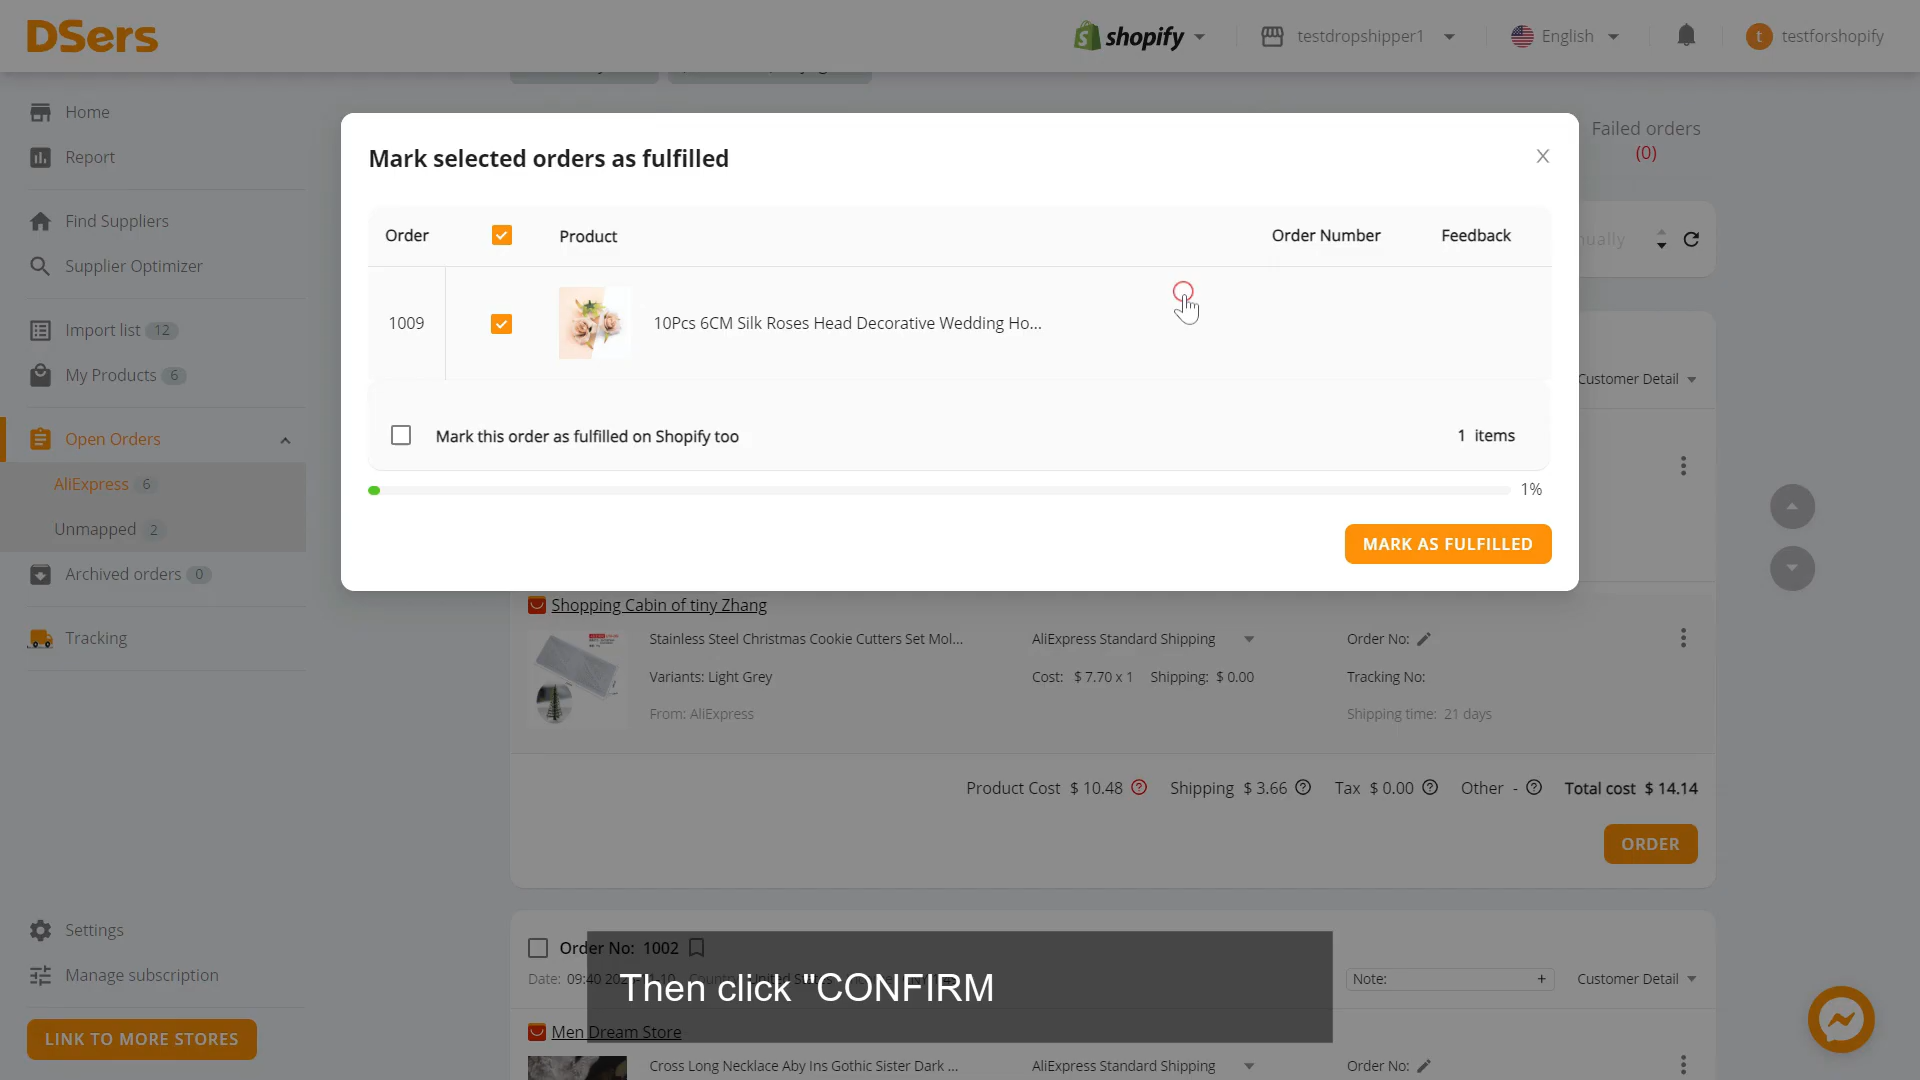 DSers
shopify
testdropshipper1
English
t
testforshopify
Home
Report
Find Suppliers
Supplier Optimizer
Import list 12
My Products 6
Open Orders
AliExpress 6
Unmapped 2
Archived orders 0
Tracking
Settings
Manage subscription
LINK TO MORE STORES
Failed orders
(0)
Mark selected orders as fulfilled
Order
Product
Order Number
Feedback
1009
10Pcs 6CM Silk Roses Head Decorative Wedding Ho...
Mark this order as fulfilled on Shopify too
1 items
1%
MARK AS FULFILLED
Customer Detail
Shopping Cabin of tiny Zhang
Stainless Steel Christmas Cookie Cutters Set Mol...
AliExpress Standard Shipping
Order No:
Variants: Light Grey
Cost: $ 7.70 x 1 Shipping: $ 0.00
Tracking No:
From: AliExpress
Shipping time: 21 days
Product Cost $ 10.48 Shipping $ 3.66 Tax $ 0.00 Other - Total cost $ 14.14
ORDER
Order No: 1002
Date: 09:40
Note: +
Customer Detail
Then click "CONFIRM
Men Dream Store
Cross Long Necklace Aby Ins Gothic Sister Dark ...
AliExpress Standard Shipping
Order No: